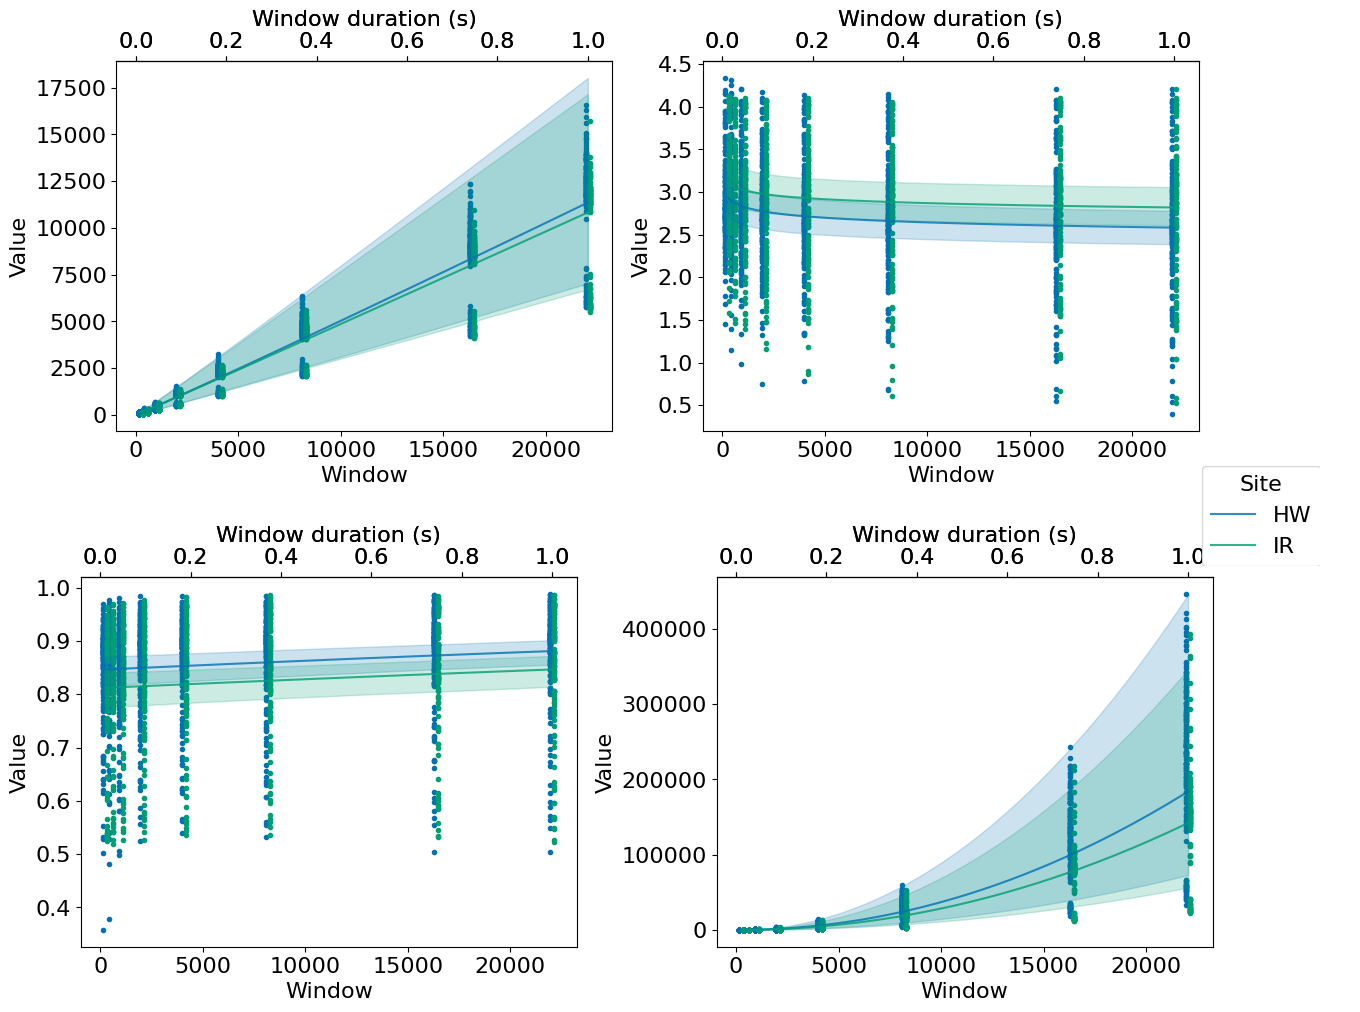 Window duration (s)
0.0 0.2 0.4 0.6 0.8 1.0
17500
15000
12500
10000
7500
5000
2500
0
Value
0 5000 10000 15000 20000
Window
Window duration (s)
0.0 0.2 0.4 0.6 0.8 1.0
4.5
4.0
3.5
3.0
2.5
2.0
1.5
1.0
0.5
Value
0 5000 10000 15000 20000
Window
Site
HW
IR
Window duration (s)
0.0 0.2 0.4 0.6 0.8 1.0
1.0
0.9
0.8
0.7
0.6
0.5
0.4
Value
0 5000 10000 15000 20000
Window
Window duration (s)
0.0 0.2 0.4 0.6 0.8 1.0
400000
300000
200000
100000
0
Value
0 5000 10000 15000 20000
Window